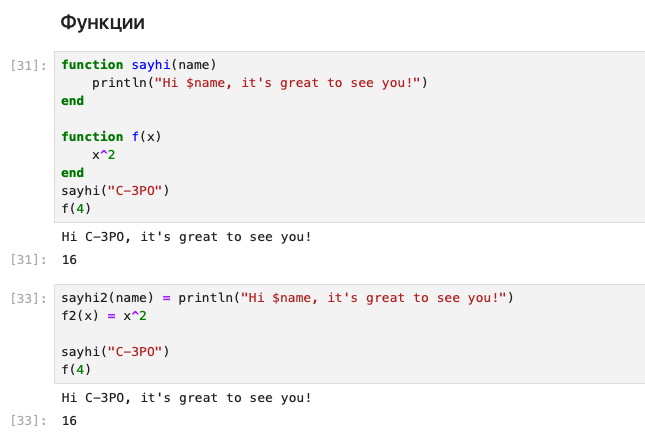 Функции
[31]: function sayhi(name)
    println("Hi $name, it's great to see you!")
end

function f(x)
    x^2
end
sayhi("C-3PO")
f(4)
Hi C-3PO, it's great to see you!
[31]: 16
[33]: sayhi2(name) = println("Hi $name, it's great to see you!")
f2(x) = x^2

sayhi("C-3PO")
f(4)
Hi C-3PO, it's great to see you!
[33]: 16